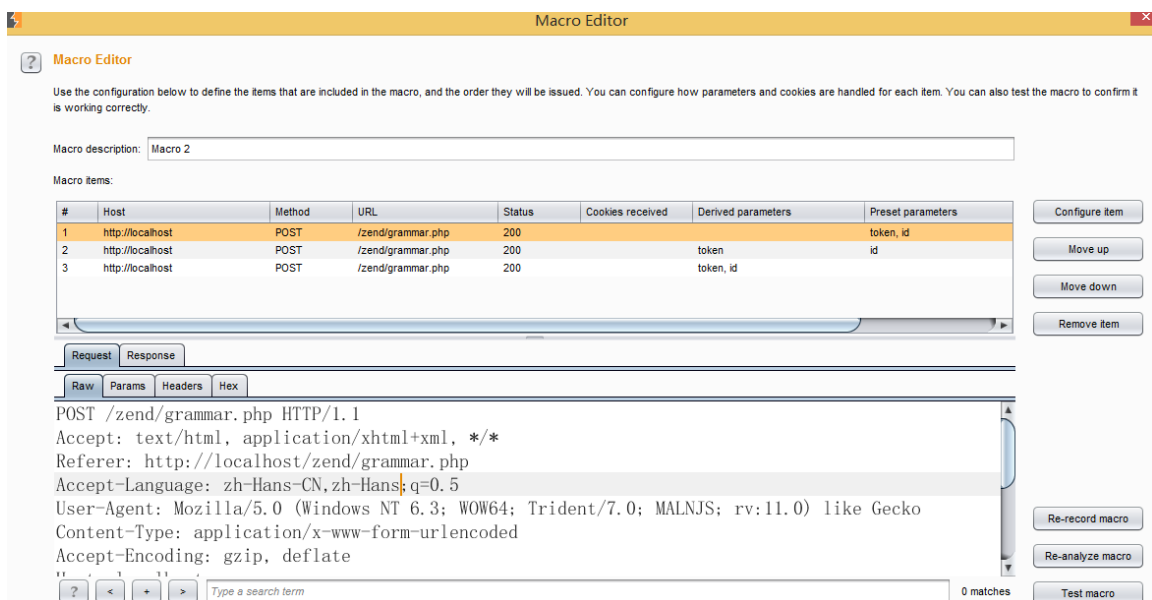 Macro Editor
?
Macro Editor
Use the configuration below to define the items that are included in the macro, and the order they will be issued. You can configure how parameters and cookies are handled for each item. You can also test the macro to confirm it
is working correctly.
Macro description: Macro 2
Macro items:
# Host Method URL Status Cookies received Derived parameters Preset parameters
1 http://localhost POST /zend/grammar.php 200 token, id
2 http://localhost POST /zend/grammar.php 200 token id
3 http://localhost POST /zend/grammar.php 200 token, id
Configure item
Move up
Move down
Remove item
Request Response
Raw Params Headers Hex
POST /zend/grammar.php HTTP/1.1
Accept: text/html, application/xhtml+xml, */*
Referer: http://localhost/zend/grammar.php
Accept-Language: zh-Hans-CN,zh-Hans;q=0.5
User-Agent: Mozilla/5.0 (Windows NT 6.3; WOW64; Trident/7.0; MALNJS; rv:11.0) like Gecko
Content-Type: application/x-www-form-urlencoded
Accept-Encoding: gzip, deflate
Re-record macro
Re-analyze macro
Test macro
? < + > Type a search term 0 matches